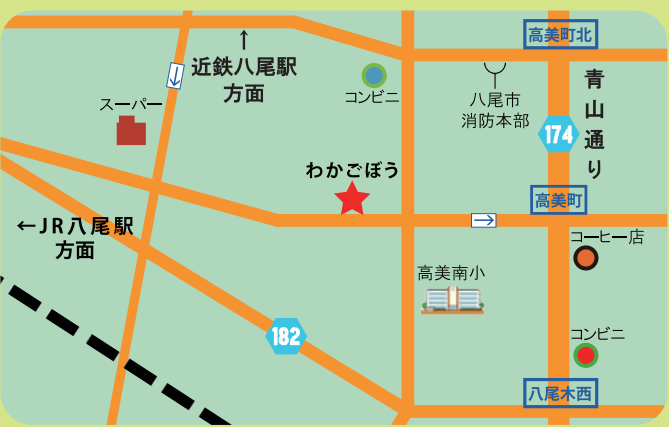 高美町北
↑
近鉄八尾駅
方面
コンビニ
八尾市
消防本部
青山通り
スーパー
174
わかごぼう
高美町
←JR八尾駅
方面
コーヒー店
高美南小
182
コンビニ
八尾木西